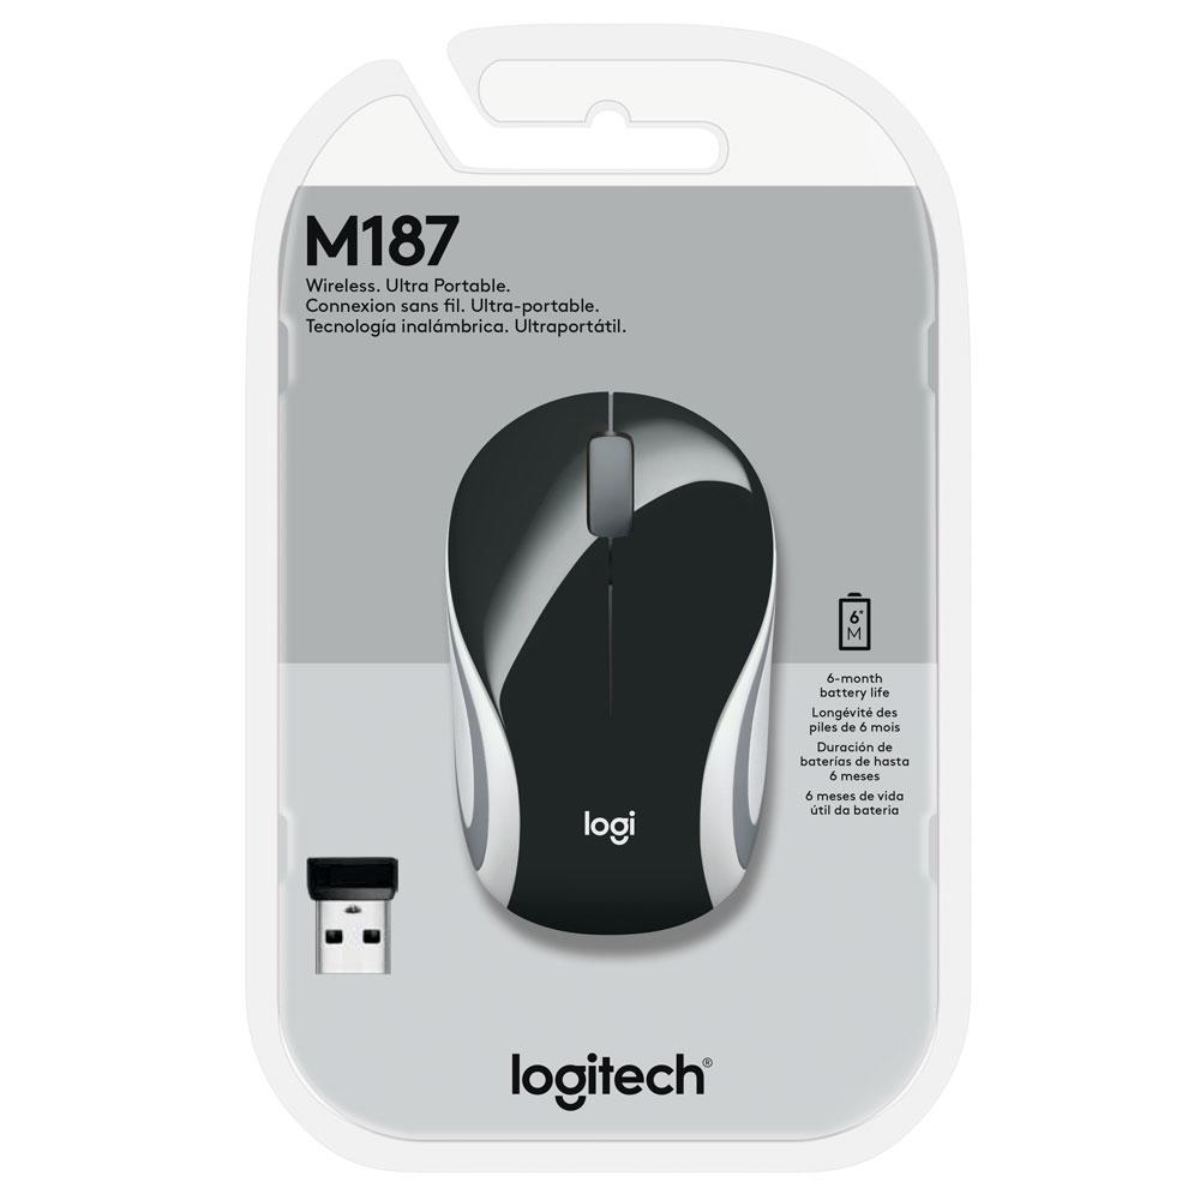 M187
Wireless. Ultra Portable.
Connexion sans fil. Ultra-portable.
Tecnología inalámbrica. Ultraportátil.
6*
M
6-month
battery life
Longévité des
piles de 6 mois
Duración de
baterías de hasta
6 meses
6 meses de vida
útil da bateria
logi
logitech®